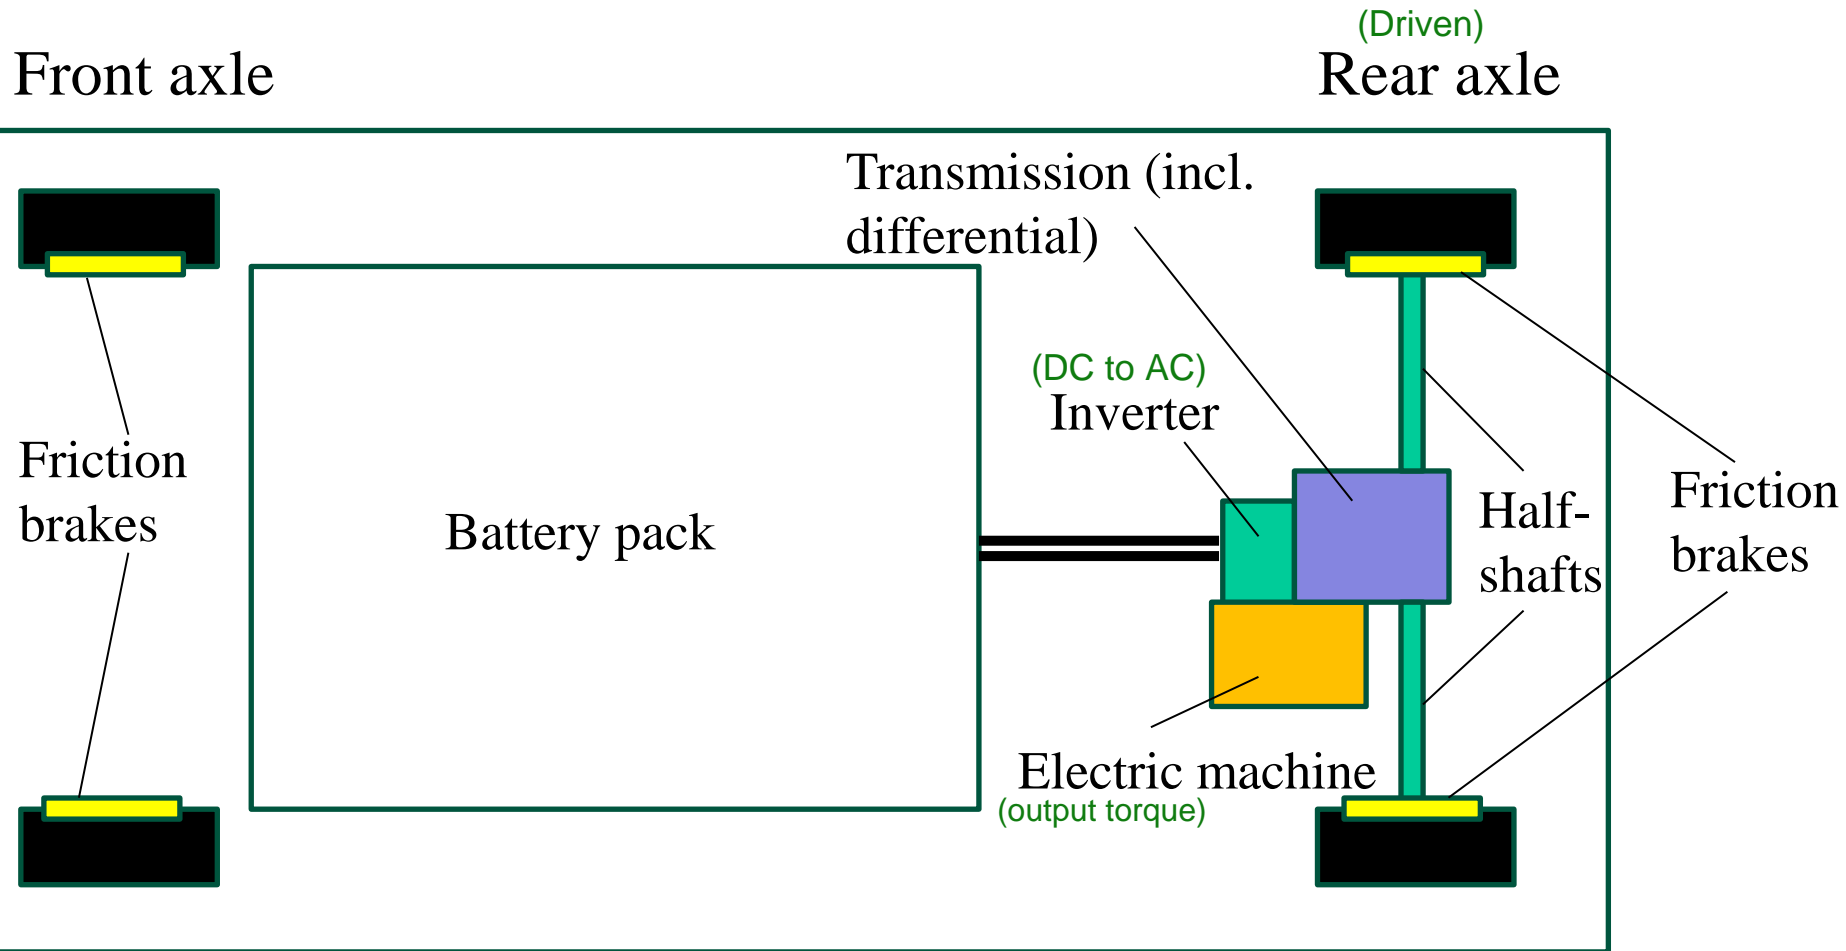 (Driven)
Front axle
Rear axle
Transmission (incl.
differential)
(DC to AC)
Inverter
Friction
brakes
Battery pack
Half-
shafts
Friction
brakes
Electric machine
(output torque)